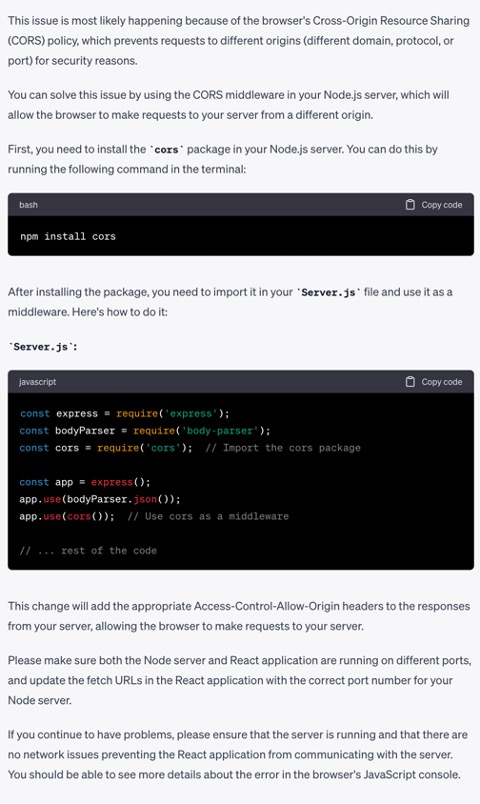 This issue is most likely happening because of the browser's Cross-Origin Resource Sharing
(CORS) policy, which prevents requests to different origins (different domain, protocol, or
port) for security reasons.
You can solve this issue by using the CORS middleware in your Node.js server, which will
allow the browser to make requests to your server from a different origin.
First, you need to install the `cors` package in your Node.js server. You can do this by
running the following command in the terminal:
bash Copy code
npm install cors
After installing the package, you need to import it in your `Server.js` file and use it as a
middleware. Here's how to do it:
`Server.js`:
javascript Copy code
const express = require('express');
const bodyParser = require('body-parser');
const cors = require('cors');  // Import the cors package
const app = express();
app.use(bodyParser.json());
app.use(cors());  // Use cors as a middleware
// ... rest of the code
This change will add the appropriate Access-Control-Allow-Origin headers to the responses
from your server, allowing the browser to make requests to your server.
Please make sure both the Node server and React application are running on different ports,
and update the fetch URLs in the React application with the correct port number for your
Node server.
If you continue to have problems, please ensure that the server is running and that there are
no network issues preventing the React application from communicating with the server.
You should be able to see more details about the error in the browser's JavaScript console.